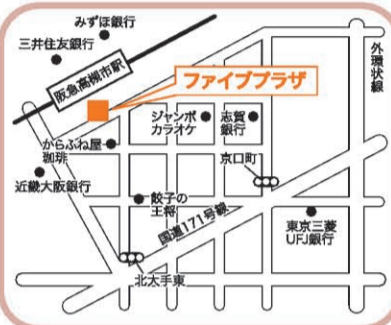 みずほ銀行
三井住友銀行
阪急高槻市駅
外環状線
ファイブプラザ
ジャンボ
カラオケ
志賀
銀行
からふね屋
珈琲
京口町
近畿大阪銀行
餃子の
王将
国道171号線
東京三菱
UFJ銀行
北大手東